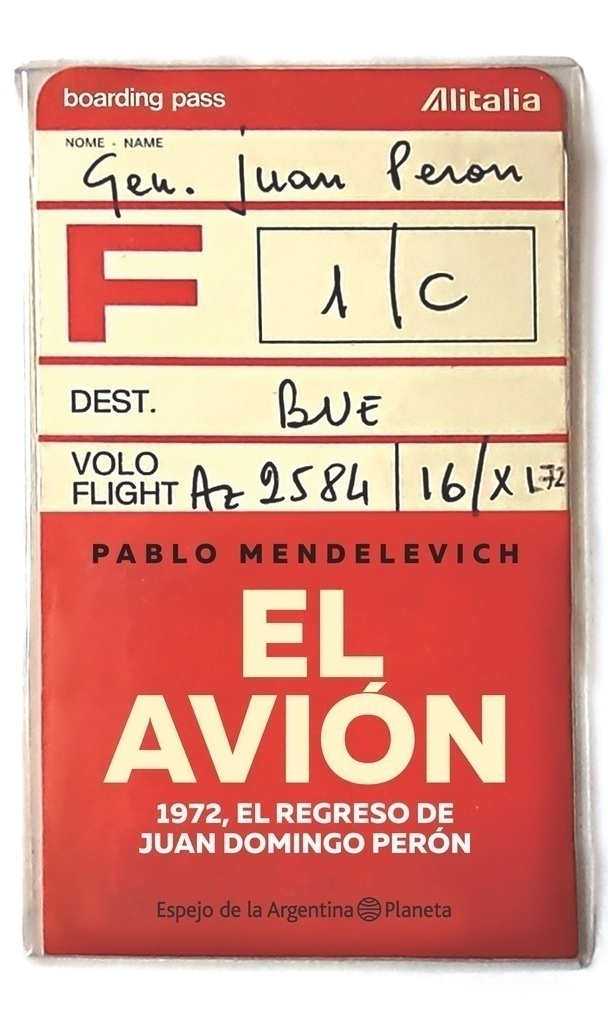 boarding pass Alitalia
NOME - NAME
Gen. Juan Peron
F 1/C
DEST. BUE
VOLO
FLIGHT Az 2584 | 16/XI.72
PABLO MENDELEVICH
EL
AVIÓN
1972, EL REGRESO DE
JUAN DOMINGO PERÓN
Espejo de la Argentina Planeta